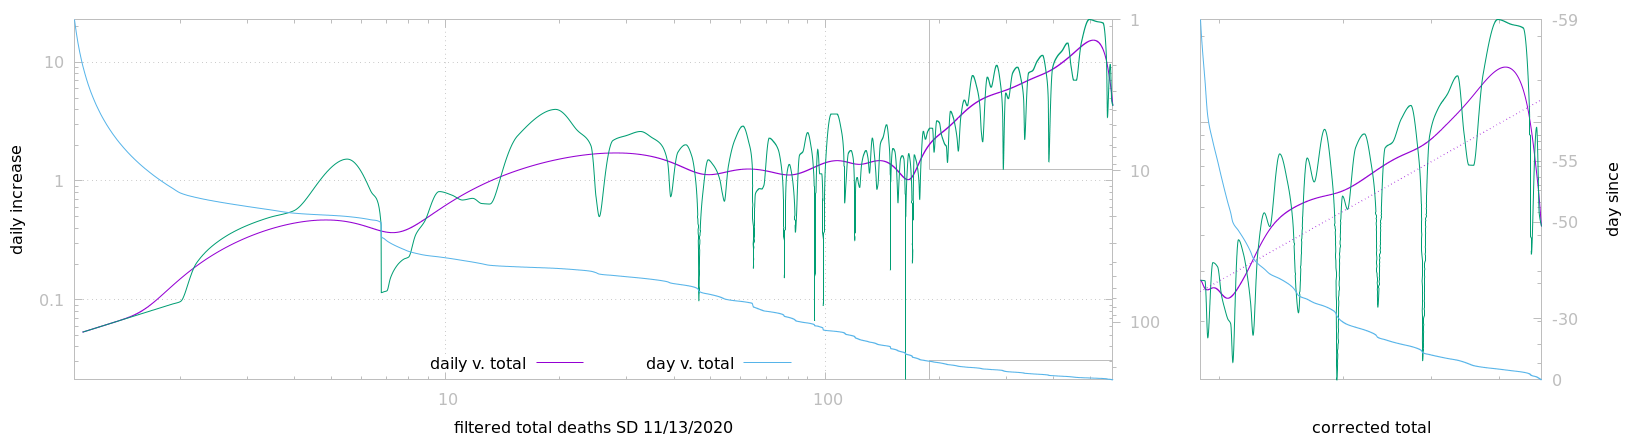 daily increase
10
1
0.1
daily v. total
day v. total
10
100
filtered total deaths SD 11/13/2020
1
10
100
-59
-55
-50
-30
0
day since
corrected total